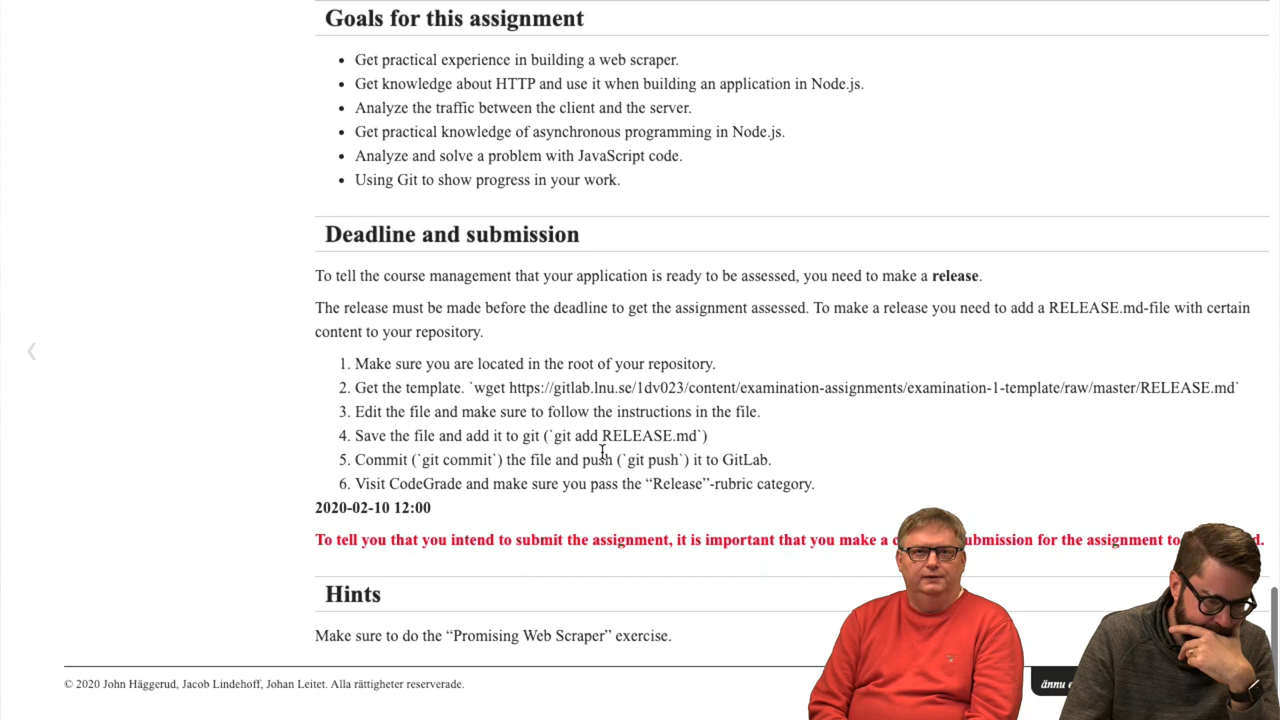 Goals for this assignment
• Get practical experience in building a web scraper.
• Get knowledge about HTTP and use it when building an application in Node.js.
• Analyze the traffic between the client and the server.
• Get practical knowledge of asynchronous programming in Node.js.
• Analyze and solve a problem with JavaScript code.
• Using Git to show progress in your work.
Deadline and submission
To tell the course management that your application is ready to be assessed, you need to make a release.
The release must be made before the deadline to get the assignment assessed. To make a release you need to add a RELEASE.md-file with certain
content to your repository.
1. Make sure you are located in the root of your repository.
2. Get the template. `wget https://gitlab.lnu.se/1dv023/content/examination-assignments/examination-1-template/raw/master/RELEASE.md`
3. Edit the file and make sure to follow the instructions in the file.
4. Save the file and add it to git (`git add RELEASE.md`)
5. Commit (`git commit`) the file and push (`git push`) it to GitLab.
6. Visit CodeGrade and make sure you pass the “Release”-rubric category.
2020-02-10 12:00
To tell you that you intend to submit the assignment, it is important that you make a ubmission for the assignment to
Hints
Make sure to do the “Promising Web Scraper” exercise.
© 2020 John Häggerud, Jacob Lindehoff, Johan Leitet. Alla rättigheter reserverade.
ännu